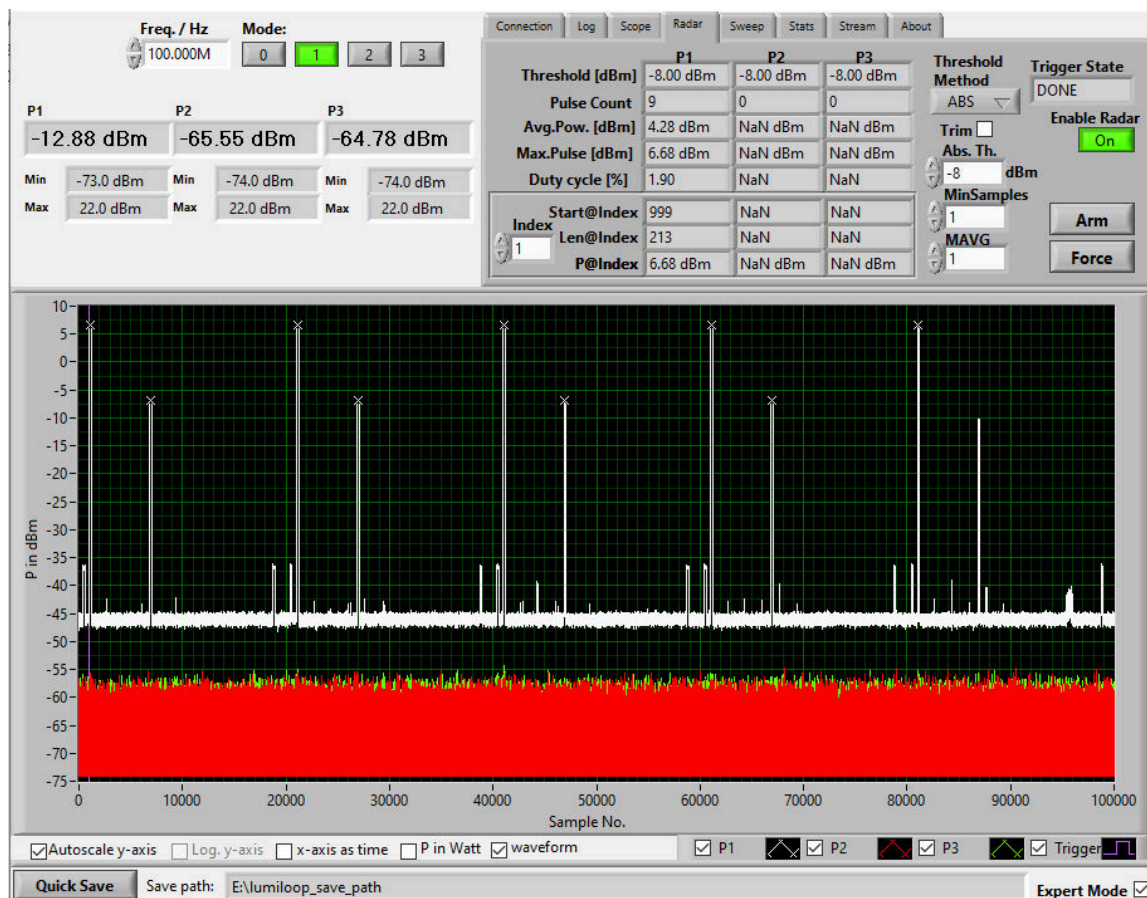 Freq. / Hz
100.000M
Mode:
0 1 2 3
P1 P2 P3
-12.88 dBm -65.55 dBm -64.78 dBm
Min -73.0 dBm Min -74.0 dBm Min -74.0 dBm
Max 22.0 dBm Max 22.0 dBm Max 22.0 dBm
Connection Log Scope Radar Sweep Stats Stream About
P1 P2 P3
Threshold [dBm] -8.00 dBm -8.00 dBm -8.00 dBm
Pulse Count 9 0 0
Avg.Pow. [dBm] 4.28 dBm NaN dBm NaN dBm
Max.Pulse [dBm] 6.68 dBm NaN dBm NaN dBm
Duty cycle [%] 1.90 NaN NaN
Index
1
Start@Index 999 NaN NaN
Len@Index 213 NaN NaN
P@Index 6.68 dBm NaN dBm NaN dBm
Threshold
Method
ABS
Trim
Abs. Th.
-8 dBm
MinSamples
1
MAVG
1
Trigger State
DONE
Enable Radar
On
Arm
Force
P in dBm
10
5
0
-5
-10
-15
-20
-25
-30
-35
-40
-45
-50
-55
-60
-65
-70
-75
0 10000 20000 30000 40000 50000 60000 70000 80000 90000 100000
Sample No.
Autoscale y-axis Log. y-axis x-axis as time P in Watt waveform P1 P2 P3 Trigger
Quick Save Save path: E:\lumiloop_save_path Expert Mode